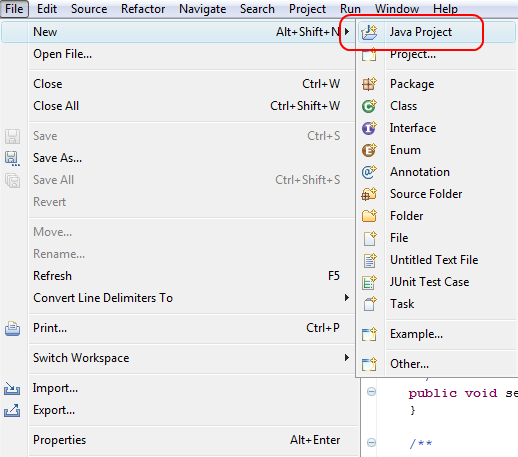 File Edit Source Refactor Navigate Search Project Run Window Help
New Alt+Shift+N
Open File...
Close Ctrl+W
Close All Ctrl+Shift+W
Save Ctrl+S
Save As...
Save All Ctrl+Shift+S
Revert
Move...
Rename...
Refresh F5
Convert Line Delimiters To
Print... Ctrl+P
Switch Workspace
Import...
Export...
Properties Alt+Enter
Java Project
Project...
Package
Class
Interface
Enum
Annotation
Source Folder
Folder
File
Untitled Text File
JUnit Test Case
Task
Example...
Other...
public void se
}
/**